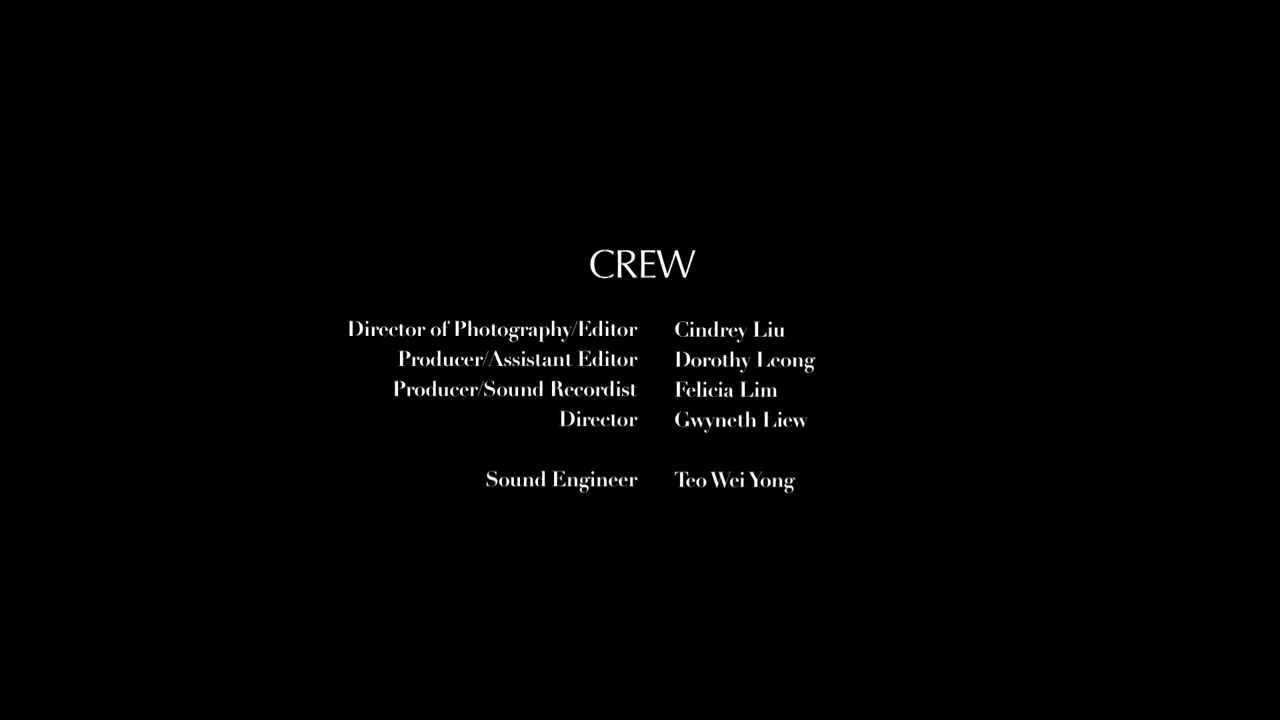 CREW
Director of Photography/Editor Cindrey Liu
Producer/Assistant Editor Dorothy Leong
Producer/Sound Recordist Felicia Lim
Director Gwyneth Liew
Sound Engineer Teo Wei Yong